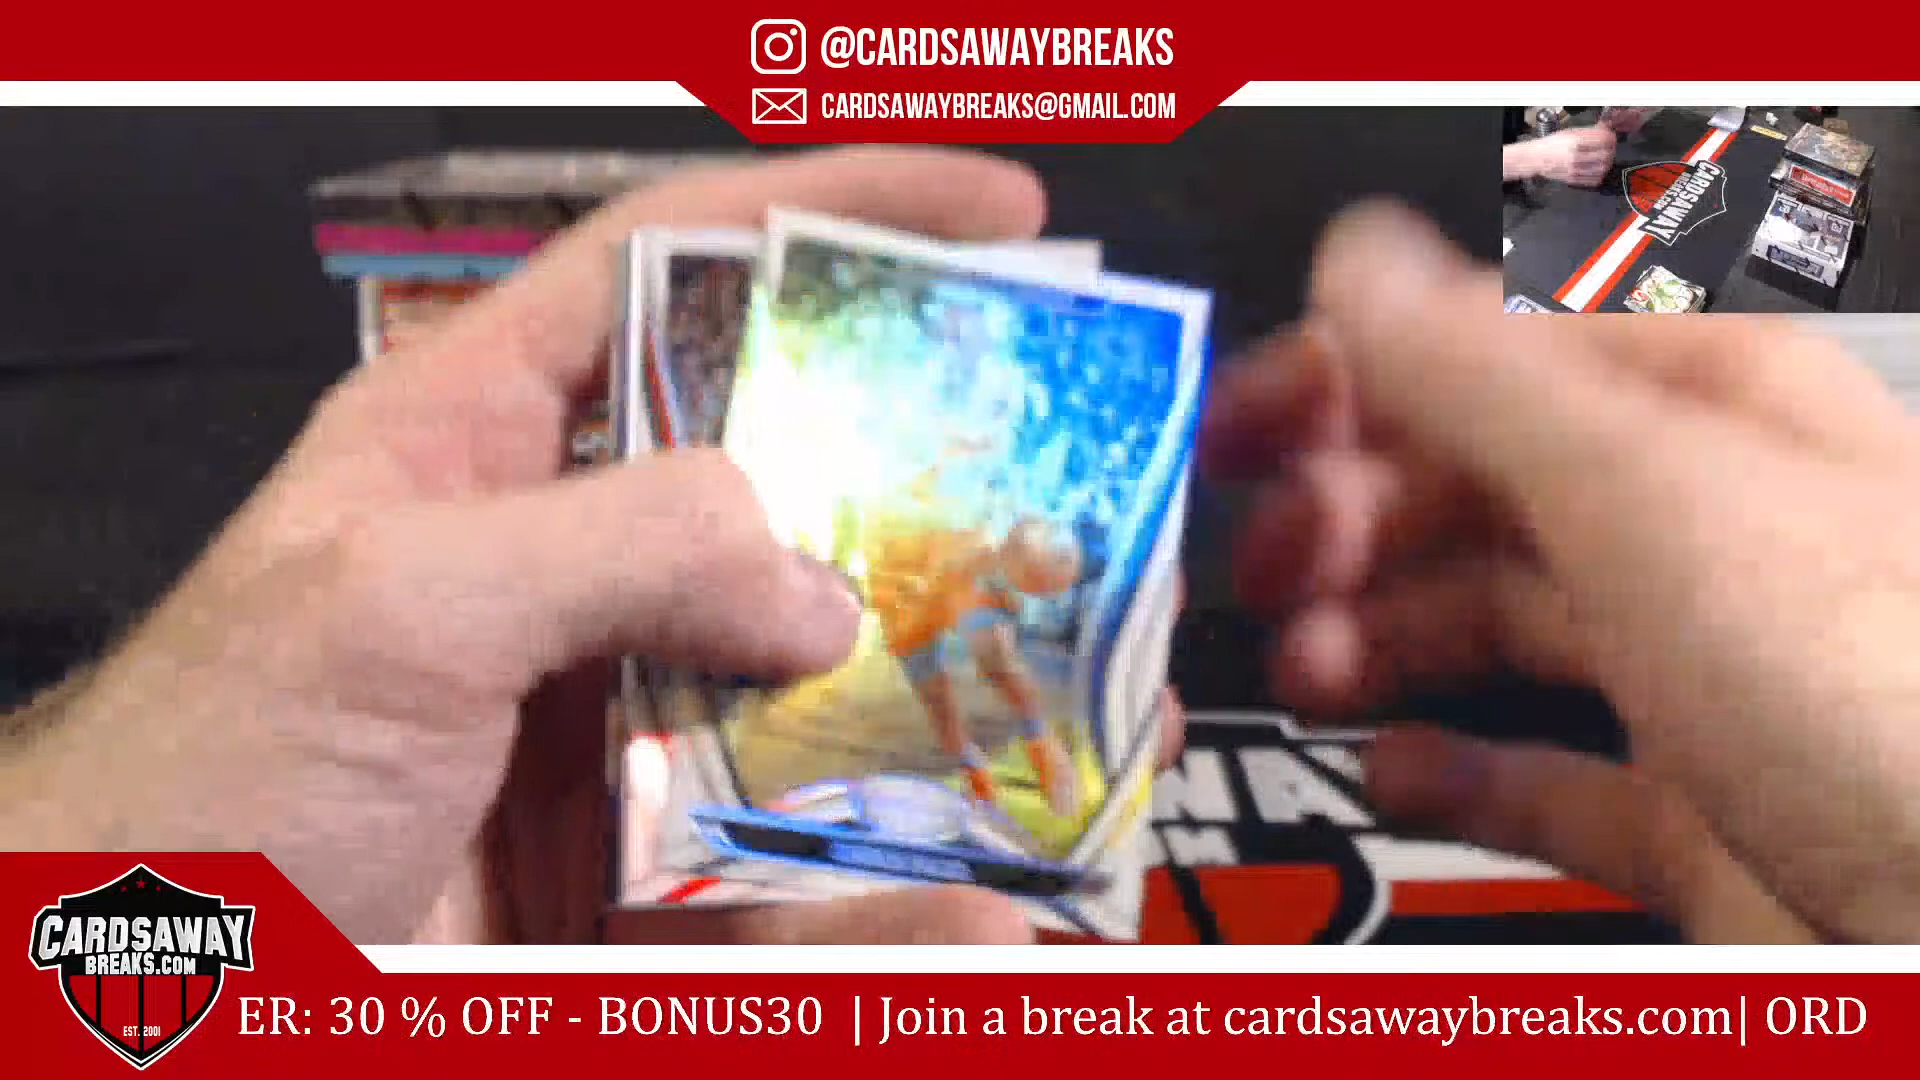 @CARDSAWAYBREAKS
CARDSAWAYBREAKS@GMAIL.COM
CARDSAWAY
CARDSAWAY
BREAKS.COM
EST. 2001
ER: 30 % OFF - BONUS30 | Join a break at cardsawaybreaks.com| ORD